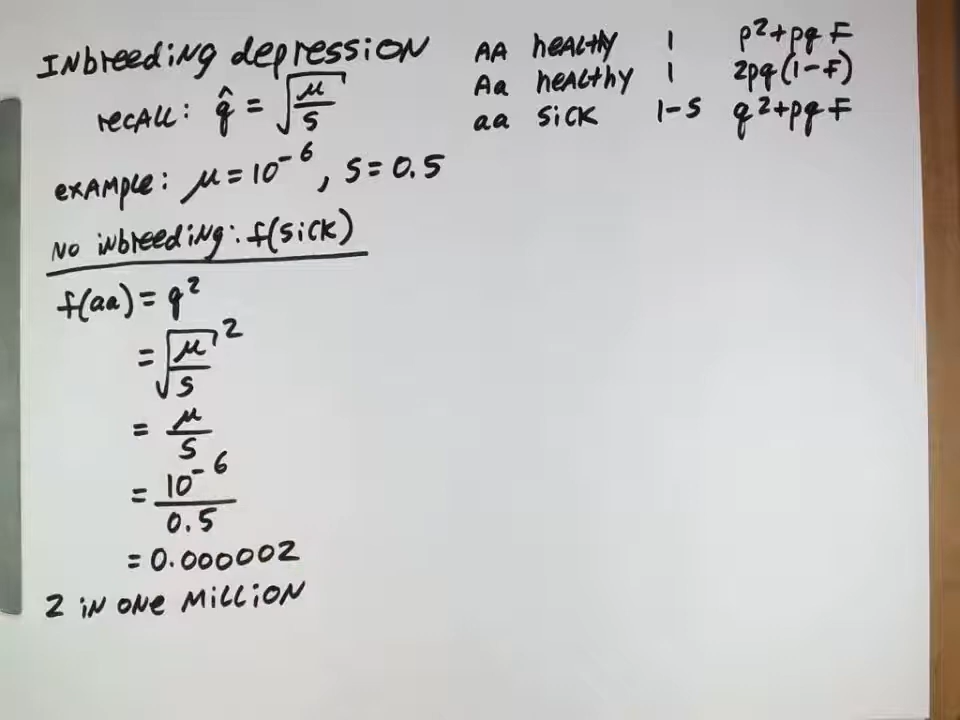 INbreeding depressioN
recALL: q̂ = √μ/s
exAMpLe: μ = 10⁻⁶, s = 0.5
No iNbreediNg: f(sick)
f(aa) = q²
= √μ/s ²
= μ/s
= 10⁻⁶/0.5
= 0.000002
2 iN oNe MiLLioN
AA heALthy 1 p²+pqF
Aa heALthy 1 2pq(1-F)
aa sick 1-s q²+pqF